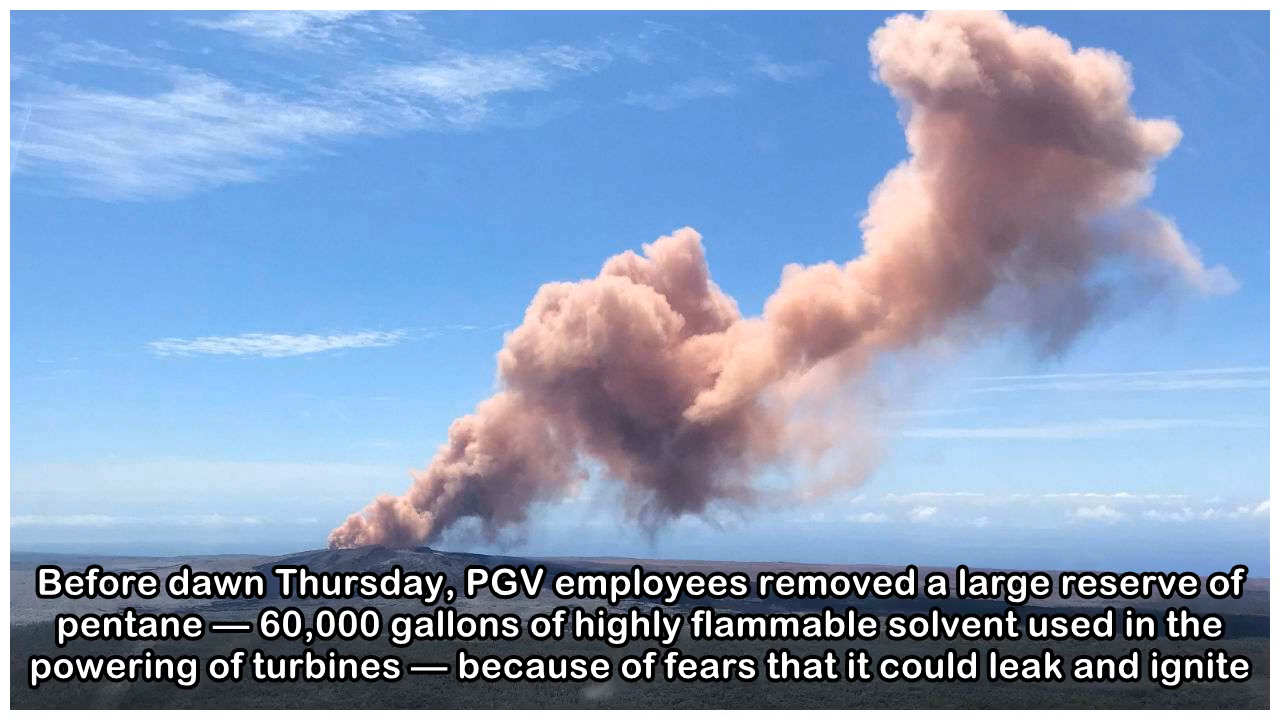 Before dawn Thursday, PGV employees removed a large reserve of
pentane — 60,000 gallons of highly flammable solvent used in the
powering of turbines — because of fears that it could leak and ignite